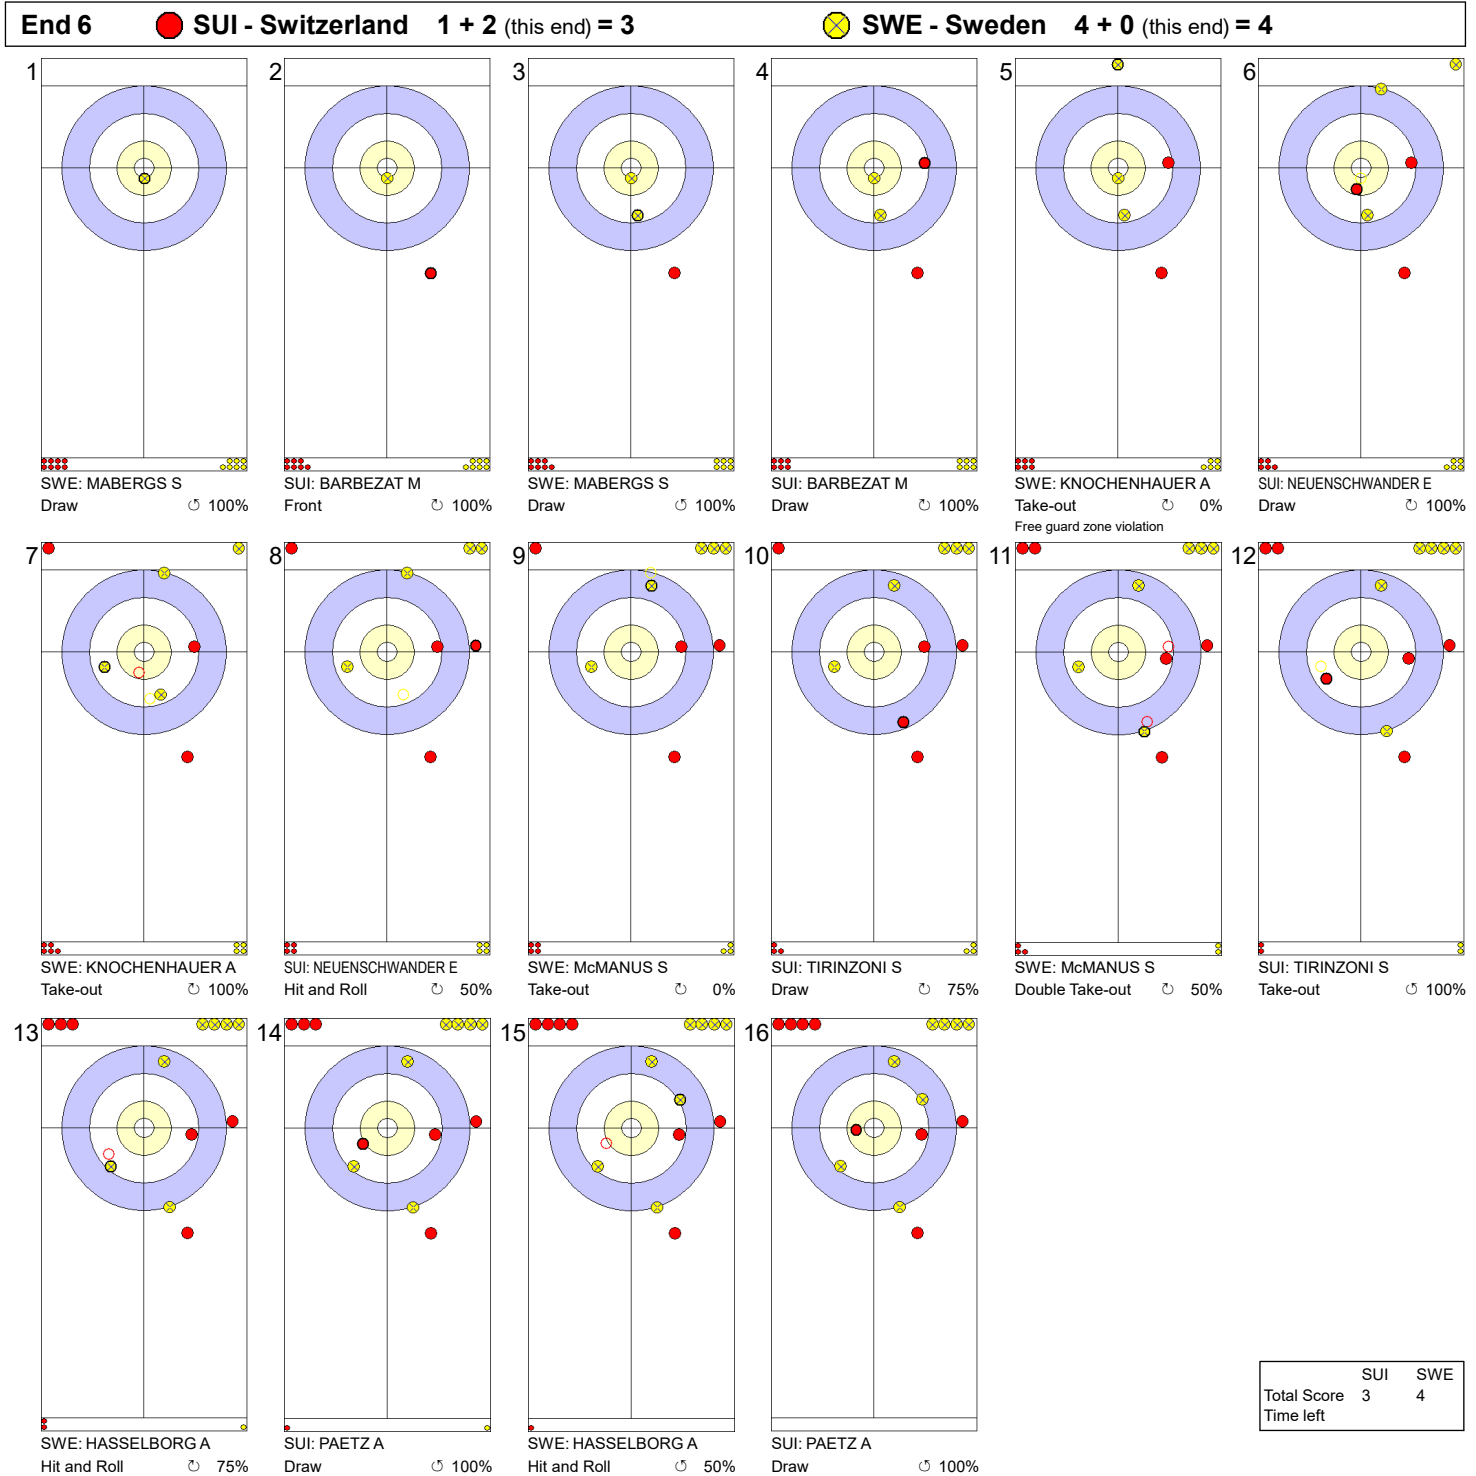 End 6 SUI - Switzerland 1 + 2 (this end) = 3 SWE - Sweden 4 + 0 (this end) = 4
1 2 3 4 5 6
SWE: MABERGS S SUI: BARBEZAT M SWE: MABERGS S SUI: BARBEZAT M SWE: KNOCHENHAUER A SUI: NEUENSCHWANDER E
Draw ↺ 100% Front ↻ 100% Draw ↻ 100% Draw ↻ 100% Take-out ↻ 0% Draw ↻ 100%
Free guard zone violation
7 8 9 10 11 12
SWE: KNOCHENHAUER A SUI: NEUENSCHWANDER E SWE: McMANUS S SUI: TIRINZONI S SWE: McMANUS S SUI: TIRINZONI S
Take-out ↻ 100% Hit and Roll ↻ 50% Take-out ↻ 0% Draw ↻ 75% Double Take-out ↻ 50% Take-out ↺ 100%
13 14 15 16
SWE: HASSELBORG A SUI: PAETZ A SWE: HASSELBORG A SUI: PAETZ A
Hit and Roll ↻ 75% Draw ↺ 100% Hit and Roll ↺ 50% Draw ↺ 100%
SUI SWE
Total Score 3 4
Time left